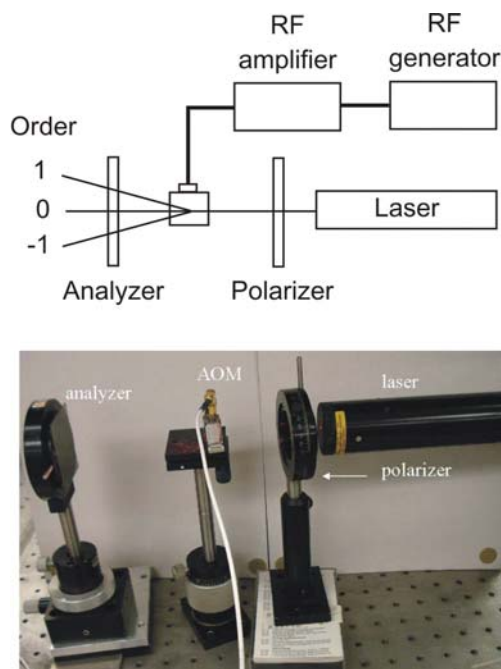 RF
amplifier
RF
generator
Order
1
0
-1
Laser
Analyzer
Polarizer
analyzer
AOM
laser
polarizer